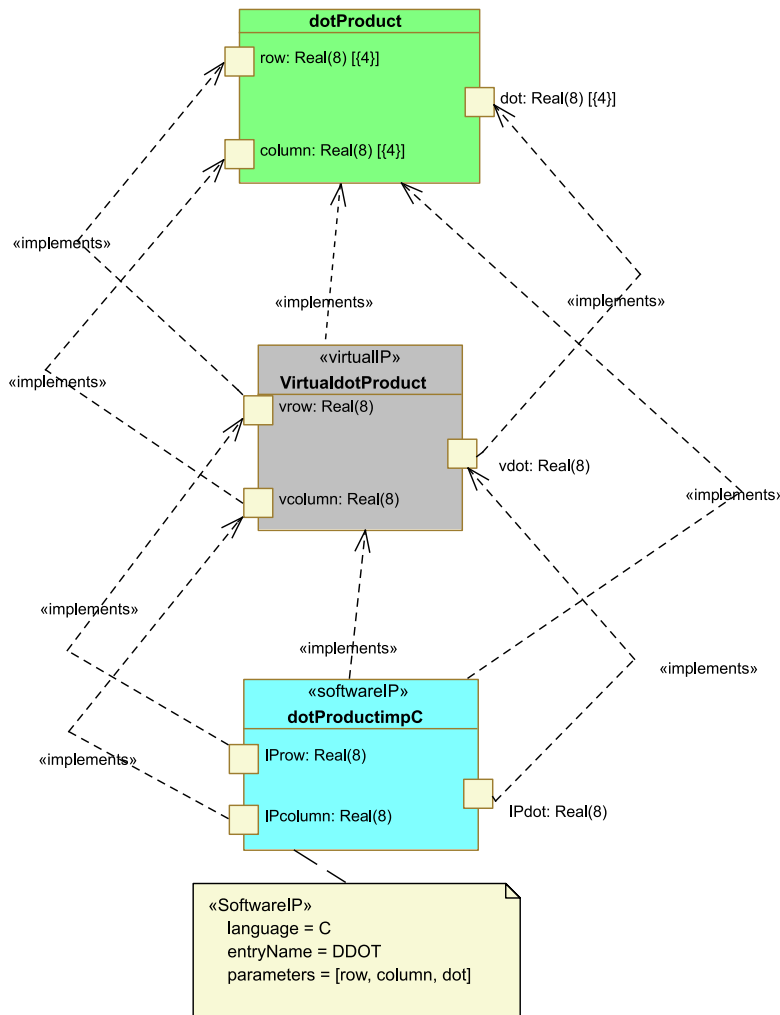 dotProduct
row: Real(8) [{4}]
dot: Real(8) [{4}]
column: Real(8) [{4}]
«implements»
«implements»
«implements»
«virtualIP»
VirtualdotProduct
«implements»
vrow: Real(8)
vdot: Real(8)
vcolumn: Real(8)
«implements»
«implements»
«implements»
«implements»
«softwareIP»
dotProductimpC
IProw: Real(8)
«implements»
IPcolumn: Real(8)
IPdot: Real(8)
«SoftwareIP»
language = C
entryName = DDOT
parameters = [row, column, dot]